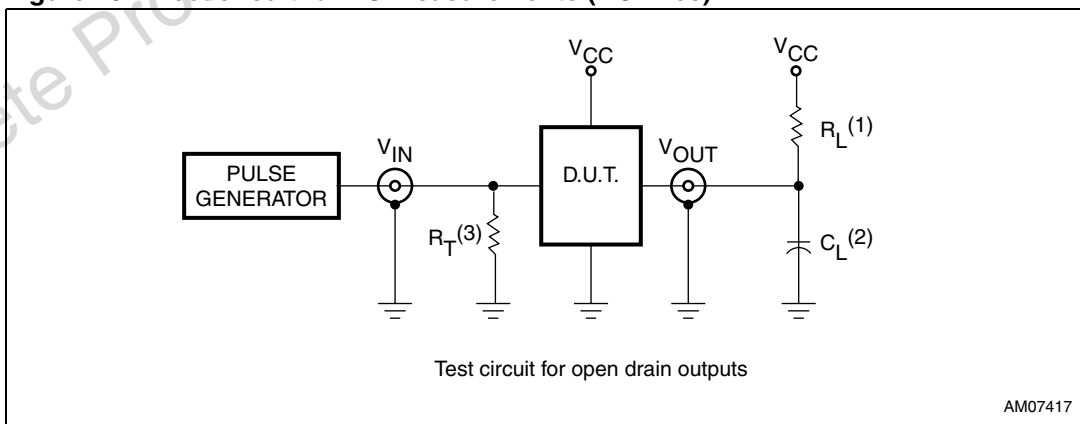 VCC
VCC
RL(1)
VIN
VOUT
PULSE
GENERATOR
D.U.T.
RT(3)
CL(2)
Test circuit for open drain outputs
AM07417